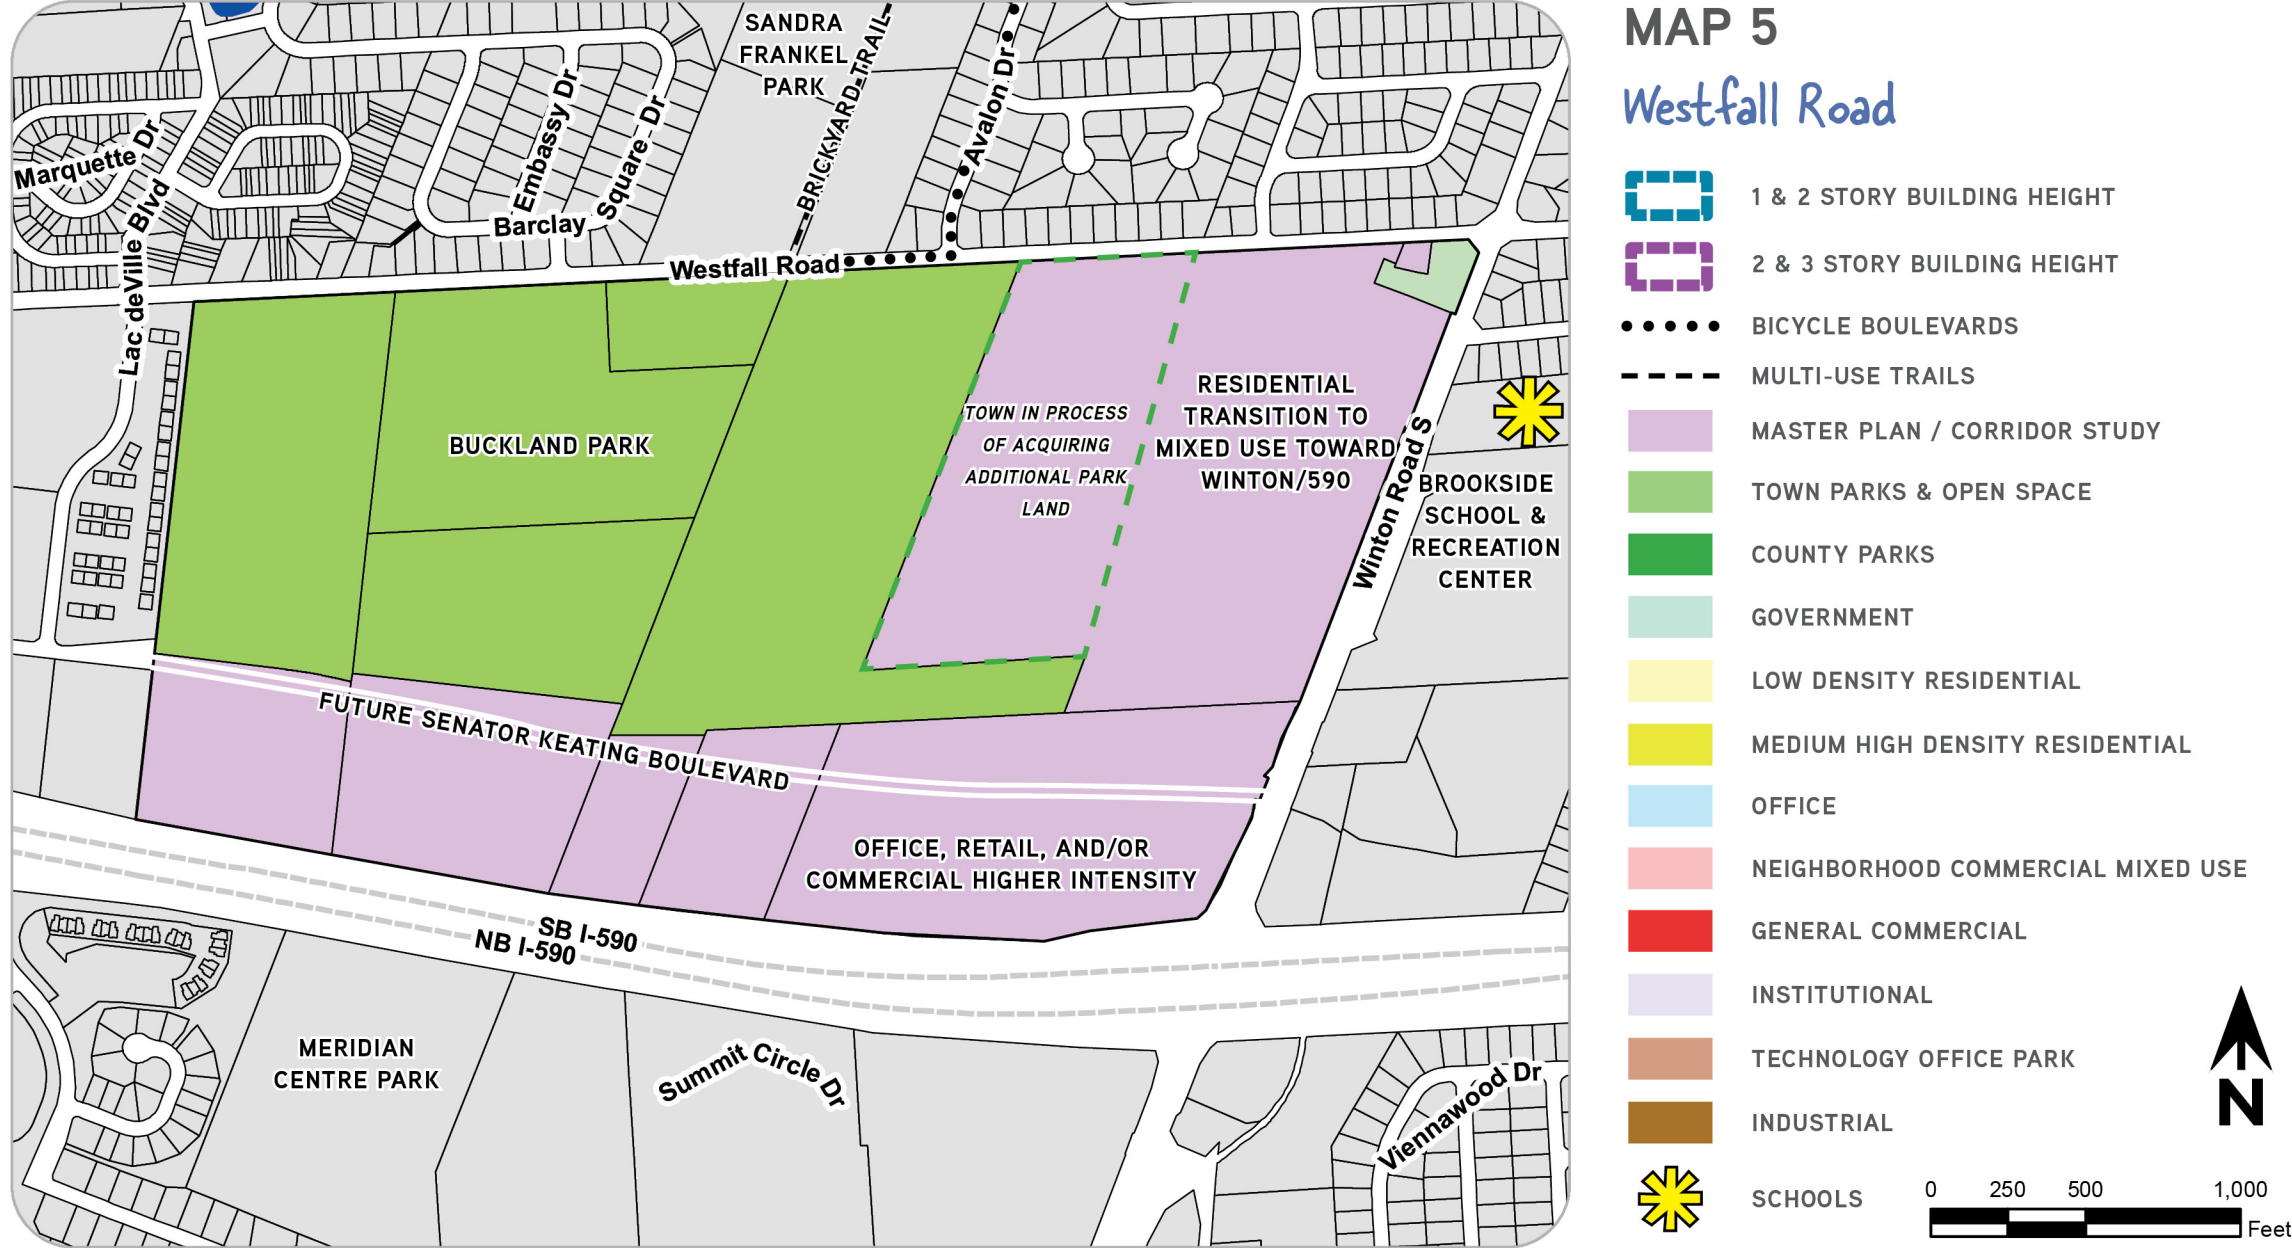 MAP 5
Westfall Road
1 & 2 STORY BUILDING HEIGHT
2 & 3 STORY BUILDING HEIGHT
BICYCLE BOULEVARDS
MULTI-USE TRAILS
MASTER PLAN / CORRIDOR STUDY
TOWN PARKS & OPEN SPACE
COUNTY PARKS
GOVERNMENT
LOW DENSITY RESIDENTIAL
MEDIUM HIGH DENSITY RESIDENTIAL
OFFICE
NEIGHBORHOOD COMMERCIAL MIXED USE
GENERAL COMMERCIAL
INSTITUTIONAL
TECHNOLOGY OFFICE PARK
INDUSTRIAL
SCHOOLS
N
0 250 500 1,000
Feet
SANDRA
FRANKEL
PARK
BRICKYARD TRAIL
Avalon Dr
Embassy Dr
Square Dr
Barclay
Marquette Dr
Lac deVille Blvd
Westfall Road
BUCKLAND PARK
TOWN IN PROCESS
OF ACQUIRING
ADDITIONAL PARK
LAND
RESIDENTIAL
TRANSITION TO
MIXED USE TOWARD
WINTON/590
Winton Road S
BROOKSIDE
SCHOOL &
RECREATION
CENTER
FUTURE SENATOR KEATING BOULEVARD
OFFICE, RETAIL, AND/OR
COMMERCIAL HIGHER INTENSITY
SB I-590
NB I-590
MERIDIAN
CENTRE PARK
Summit Circle Dr
Viennawood Dr